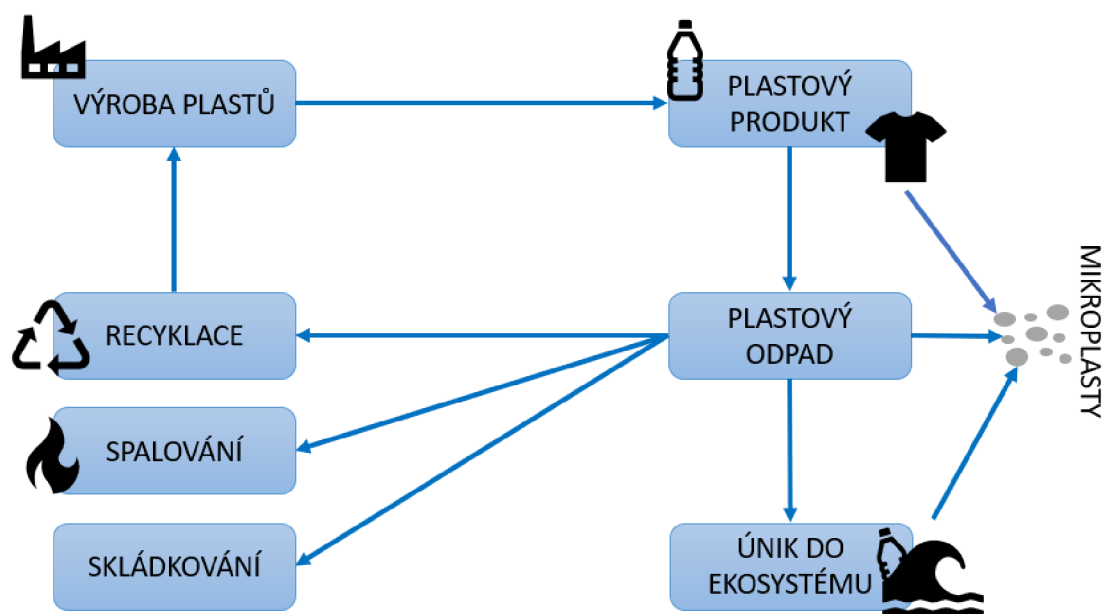 VÝROBA PLASTŮ
PLASTOVÝ
PRODUKT
RECYKLACE
PLASTOVÝ
ODPAD
MIKROPLASTY
SPALOVÁNÍ
SKLÁDKOVÁNÍ
ÚNIK DO
EKOSYSTÉMU